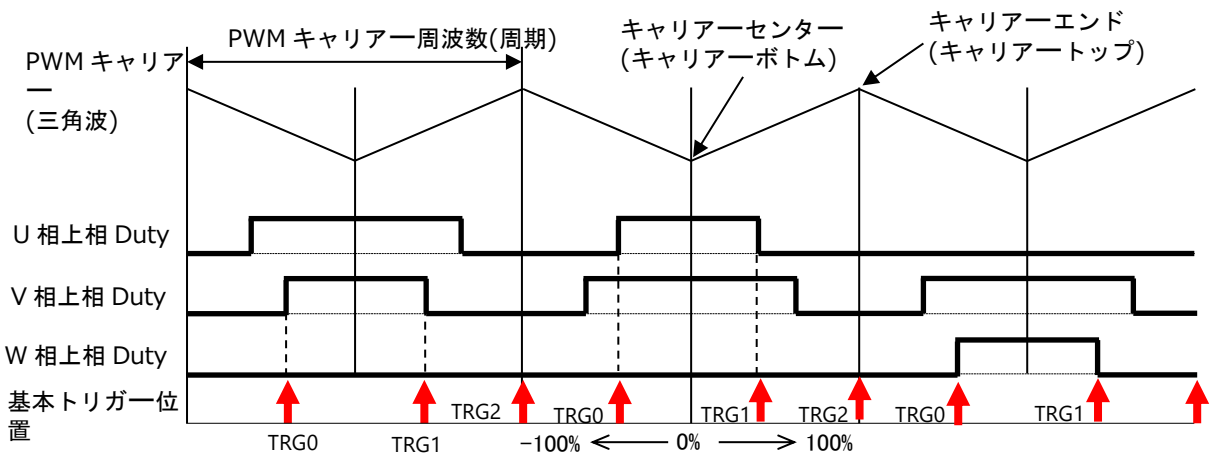 PWM キャリア
ー
(三角波)
PWM キャリアー周波数(周期)
キャリアーセンター
(キャリアーボトム)
キャリアーエンド
(キャリアートップ)
U 相上相 Duty
V 相上相 Duty
W 相上相 Duty
基本トリガー位
置
TRG0
TRG1
TRG2
TRG0
TRG1
TRG2
TRG0
TRG1
-100%
0%
100%